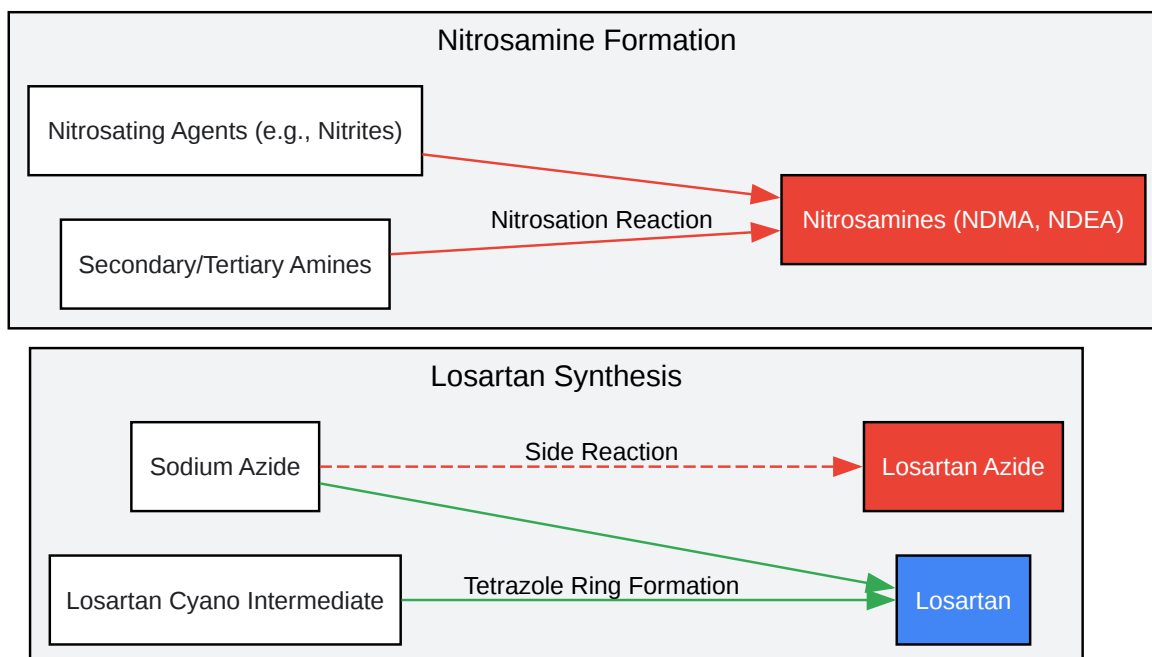 Nitrosamine Formation
Nitrosating Agents (e.g., Nitrites)
Nitrosamines (NDMA, NDEA)
Nitrosation Reaction
Secondary/Tertiary Amines
Losartan Synthesis
Sodium Azide
Side Reaction
Losartan Azide
Losartan Cyano Intermediate
Tetrazole Ring Formation
Losartan